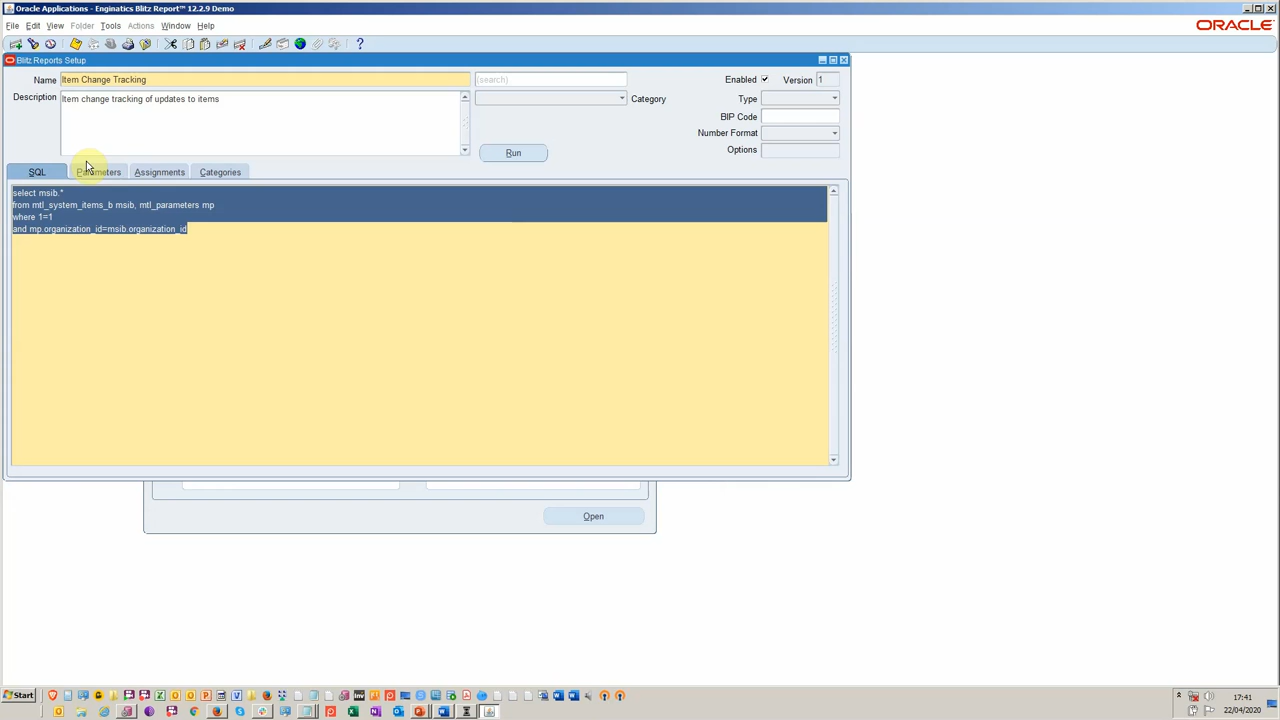 Oracle Applications - Enginatics Blitz Report™ 12.2.9 Demo
File Edit View Folder Tools Actions Window Help
ORACLE
Blitz Reports Setup
Name Item Change Tracking (search) Enabled Version 1
Description Item change tracking of updates to items Category Type
BIP Code
Number Format
Options
Run
SQL Parameters Assignments Categories
select msib.*
from mtl_system_items_b msib, mtl_parameters mp
where 1=1
and mp.organization_id=msib.organization_id
Open
Start
17:41
22/04/2020